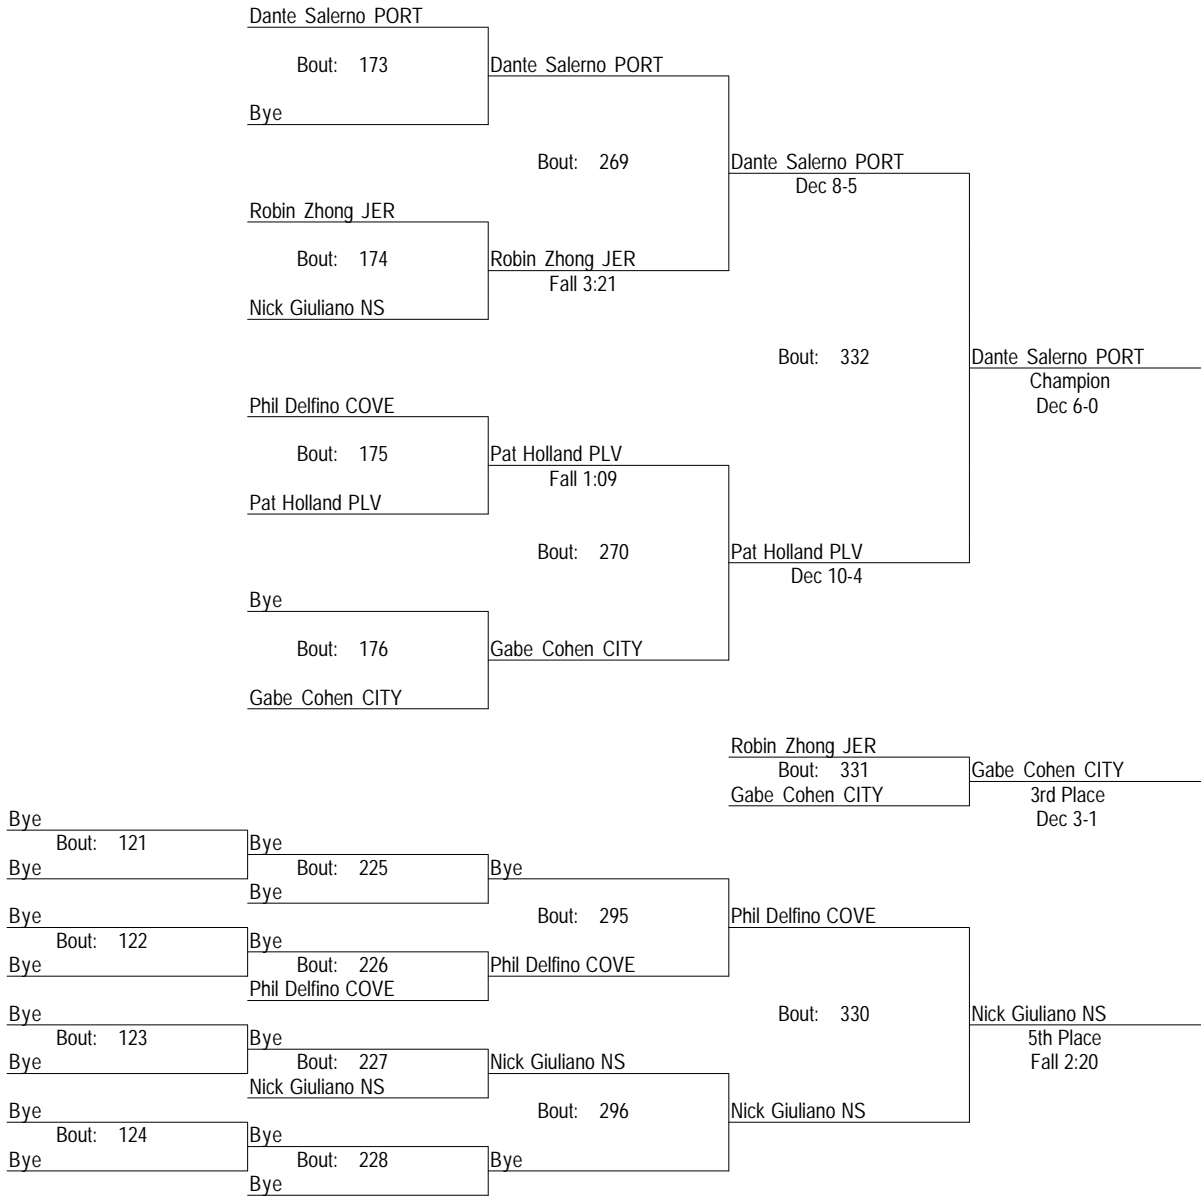 Dante Salerno PORT
Bout: 173
Dante Salerno PORT
Bye
Bout: 269
Dante Salerno PORT
Dec 8-5
Robin Zhong JER
Bout: 174
Robin Zhong JER
Fall 3:21
Nick Giuliano NS
Bout: 332
Dante Salerno PORT
Champion
Dec 6-0
Phil Delfino COVE
Bout: 175
Pat Holland PLV
Fall 1:09
Pat Holland PLV
Bout: 270
Pat Holland PLV
Dec 10-4
Bye
Bout: 176
Gabe Cohen CITY
Gabe Cohen CITY
Robin Zhong JER
Bout: 331
Gabe Cohen CITY
Gabe Cohen CITY
3rd Place
Dec 3-1
Bye
Bout: 121
Bye
Bye
Bout: 225
Bye
Bye
Bye
Bout: 295
Phil Delfino COVE
Bout: 122
Bye
Bye
Bout: 226
Phil Delfino COVE
Phil Delfino COVE
Bye
Bout: 330
Nick Giuliano NS
5th Place
Fall 2:20
Bout: 123
Bye
Bye
Bout: 227
Nick Giuliano NS
Nick Giuliano NS
Bye
Bout: 296
Nick Giuliano NS
Bout: 124
Bye
Bye
Bout: 228
Bye
Bye